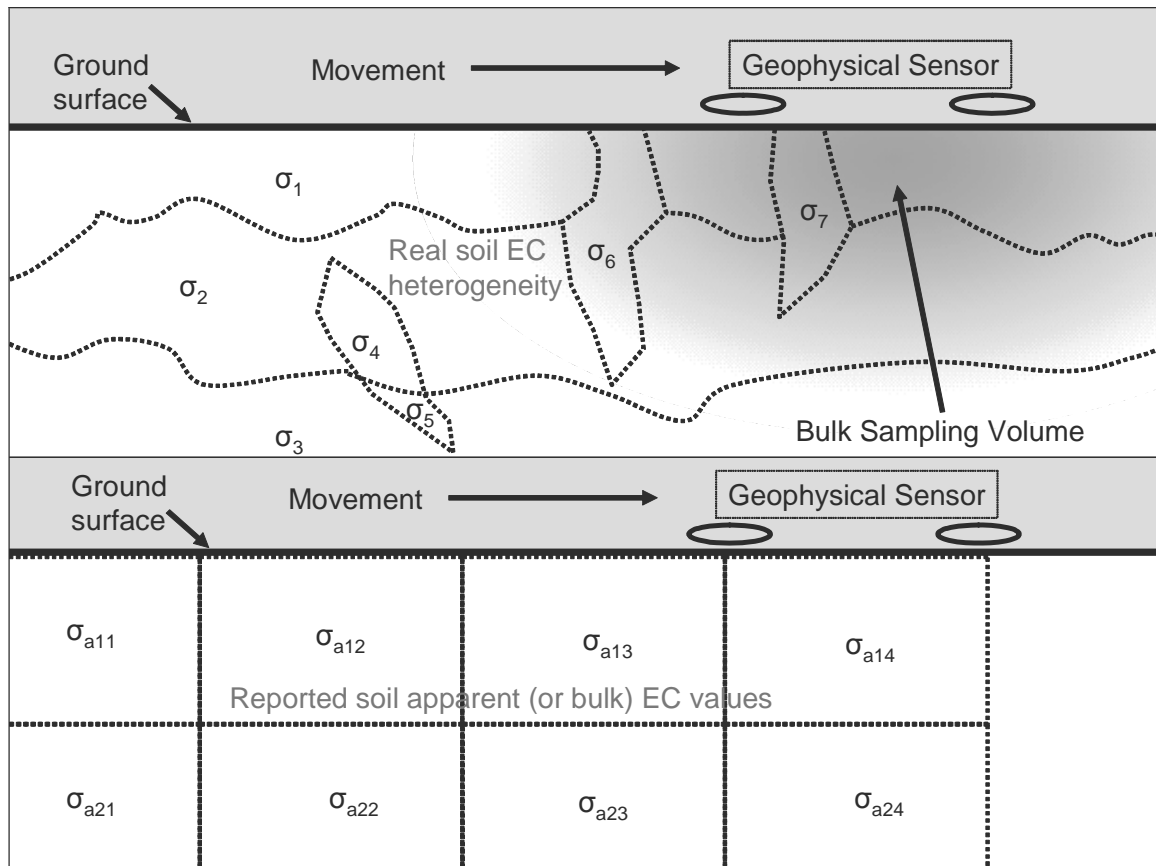 Ground
surface
Movement
Geophysical Sensor
σ₁
σ₂
Real soil EC
heterogeneity
σ₆
σ₇
σ₄
σ₅
σ₃
Bulk Sampling Volume
Ground
surface
Movement
Geophysical Sensor
σₐ₁₁
σₐ₁₂
σₐ₁₃
σₐ₁₄
Reported soil apparent (or bulk) EC values
σₐ₂₁
σₐ₂₂
σₐ₂₃
σₐ₂₄